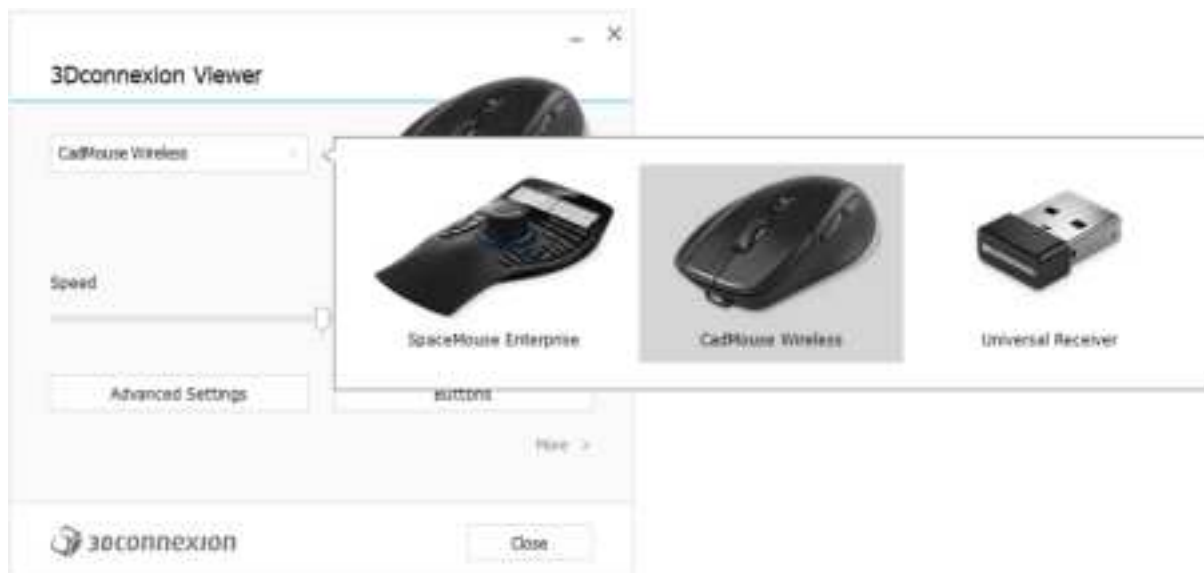 3Dconnexion Viewer
CadMouse Wireless
Speed
SpaceMouse Enterprise
CadMouse Wireless
Universal Receiver
Advanced Settings
Buttons
More >
3Dconnexion
Close